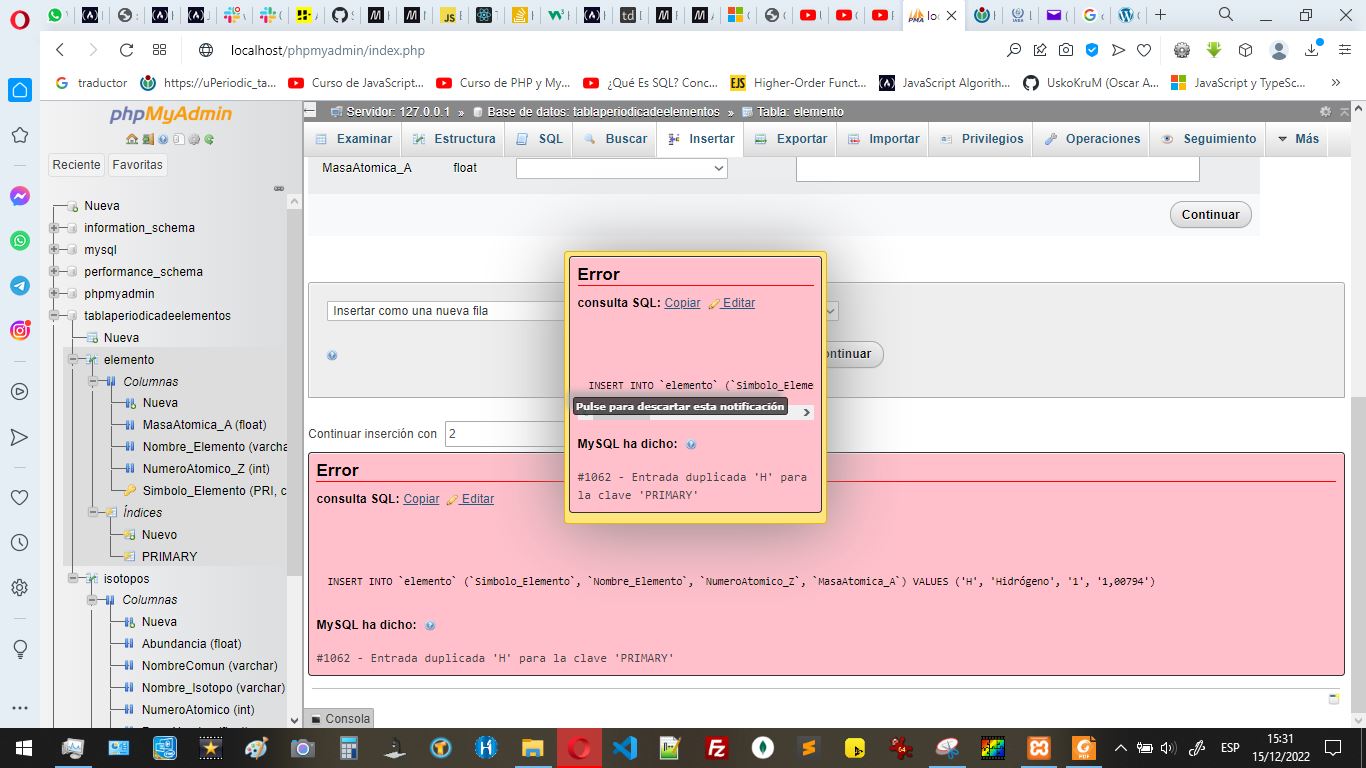 localhost/phpmyadmin/index.php
traductor
https://uPeriodic_ta...
Curso de JavaScript...
Curso de PHP y My...
¿Qué Es SQL? Conc...
EJS
Higher-Order Funct...
JavaScript Algorith...
UskoKruM (Oscar A...
JavaScript y TypeSc...
phpMyAdmin
Reciente
Favoritas
Nueva
information_schema
mysql
performance_schema
phpmyadmin
tablaperiodicadeelementos
Nueva
elemento
Columnas
Nueva
MasaAtomica_A (float)
Nombre_Elemento (varcha
NumeroAtomico_Z (int)
Simbolo_Elemento (PRI, c
Índices
Nuevo
PRIMARY
isotopos
Columnas
Nueva
Abundancia (float)
NombreComun (varchar)
Nombre_Isotopo (varchar)
NumeroAtomico (int)
Servidor: 127.0.0.1 » Base de datos: tablaperiodicadeelementos » Tabla: elemento
Examinar
Estructura
SQL
Buscar
Insertar
Exportar
Importar
Privilegios
Operaciones
Seguimiento
Más
MasaAtomica_A
float
Continuar
Insertar como una nueva fila
ontinuar
Error
consulta SQL: Copiar Editar
INSERT INTO `elemento` (`Simbolo_Eleme
Pulse para descartar esta notificación
MySQL ha dicho:
#1062 - Entrada duplicada 'H' para
la clave 'PRIMARY'
Continuar inserción con 2
Error
consulta SQL: Copiar Editar
INSERT INTO `elemento` (`Simbolo_Elemento`, `Nombre_Elemento`, `NumeroAtomico_Z`, `MasaAtomica_A`) VALUES ('H', 'Hidrógeno', '1', '1,00794')
MySQL ha dicho:
#1062 - Entrada duplicada 'H' para la clave 'PRIMARY'
Consola
ESP
15:31
15/12/2022